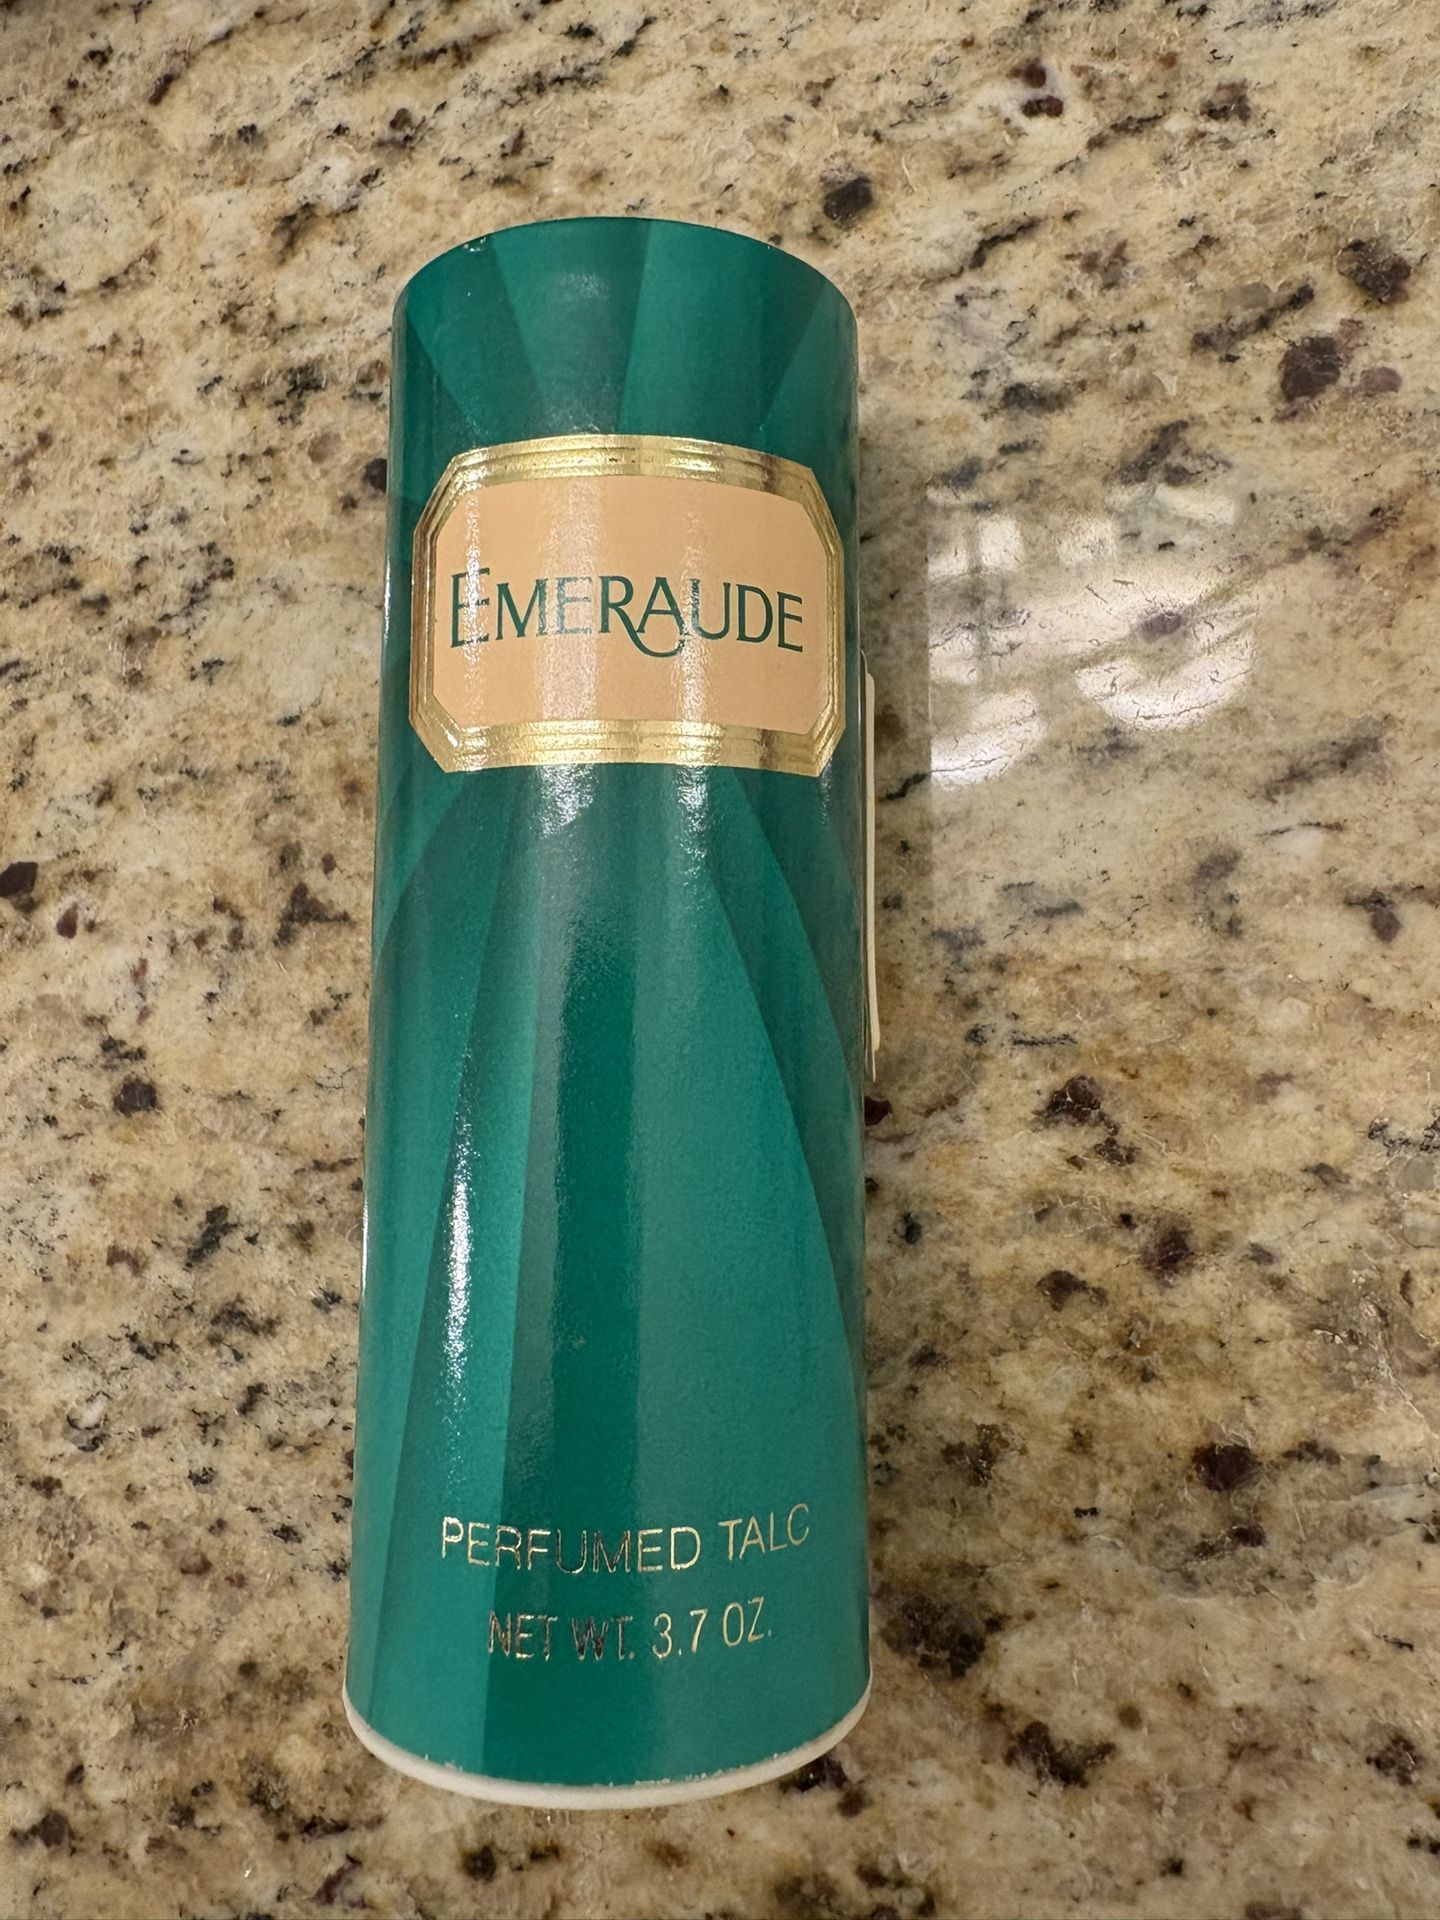 EMERAUDE
PERFUMED TALC
NET WT. 3.7 OZ.